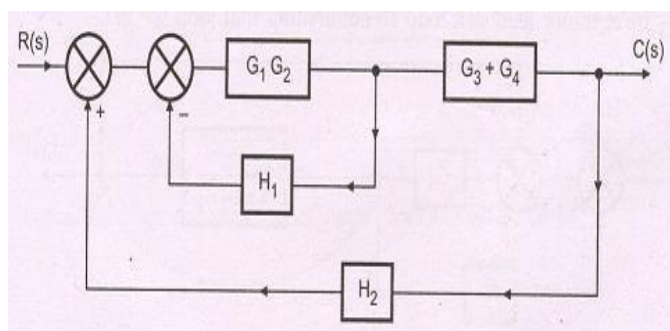 R(s)
G₁ G₂
G₃ + G₄
C(s)
+
−
H₁
H₂